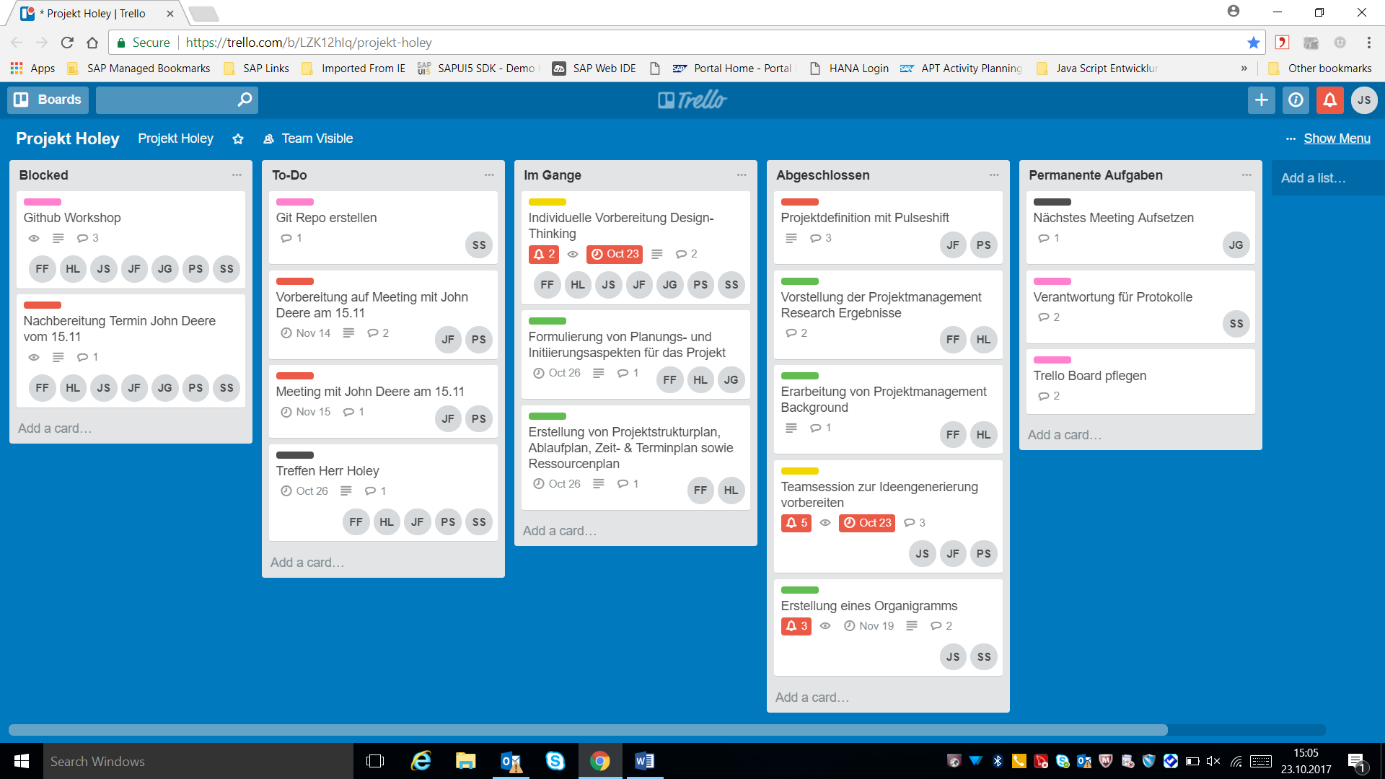 * Projekt Holey | Trello
Secure | https://trello.com/b/LZK12hIq/projekt-holey
Apps SAP Managed Bookmarks SAP Links Imported From IE SAPUI5 SDK - Demo SAP Web IDE Portal Home - Portal HANA Login APT Activity Planning Java Script Entwicklur » Other bookmarks
Boards Trello JS
Projekt Holey Projekt Holey Team Visible ... Show Menu
Blocked
Github Workshop
3
FF HL JS JF JG PS SS
Nachbereitung Termin John Deere
vom 15.11
1
FF HL JS JF JG PS SS
Add a card…
To-Do
Git Repo erstellen
1
SS
Vorbereitung auf Meeting mit John
Deere am 15.11
Nov 14 2
JF PS
Meeting mit John Deere am 15.11
Nov 15 1
JF PS
Treffen Herr Holey
Oct 26 1
FF HL JF PS SS
Add a card…
Im Gange
Individuelle Vorbereitung Design-
Thinking
2 Oct 23 2
FF HL JS JF JG PS SS
Formulierung von Planungs- und
Initiierungsaspekten für das Projekt
Oct 26 1
FF HL JG
Erstellung von Projektstrukturplan,
Ablaufplan, Zeit- & Terminplan sowie
Ressourcenplan
Oct 26 1
FF HL
Add a card…
Abgeschlossen
Projektdefinition mit Pulseshift
3
JF PS
Vorstellung der Projektmanagement
Research Ergebnisse
2
FF HL
Erarbeitung von Projektmanagement
Background
1
FF HL
Teamsession zur Ideengenerierung
vorbereiten
5 Oct 23 3
JS JF PS
Erstellung eines Organigramms
3 Nov 19 2
JS SS
Add a card…
Permanente Aufgaben
Nächstes Meeting Aufsetzen
1
JG
Verantwortung für Protokolle
2
SS
Trello Board pflegen
2
Add a card…
Add a list…
Search Windows
15:05
23.10.2017
1